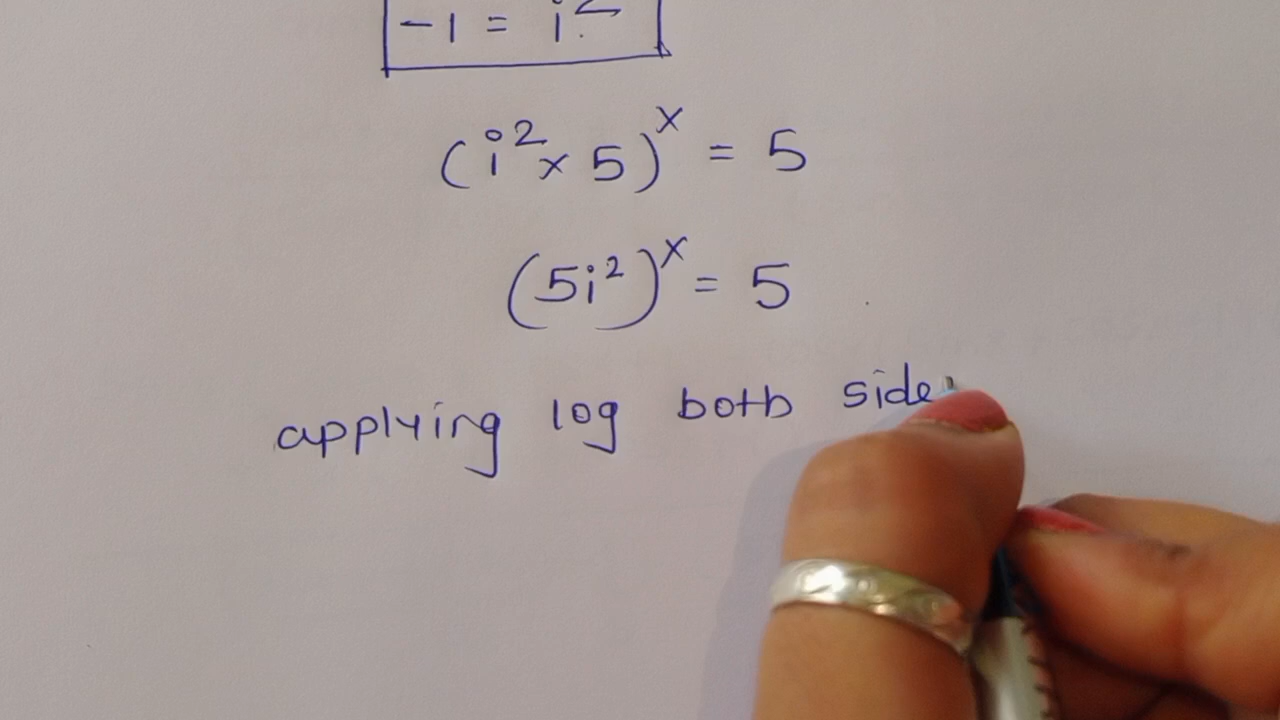 -1 = i²
(i² x 5)ˣ = 5
(5i²)ˣ = 5
applying log both side